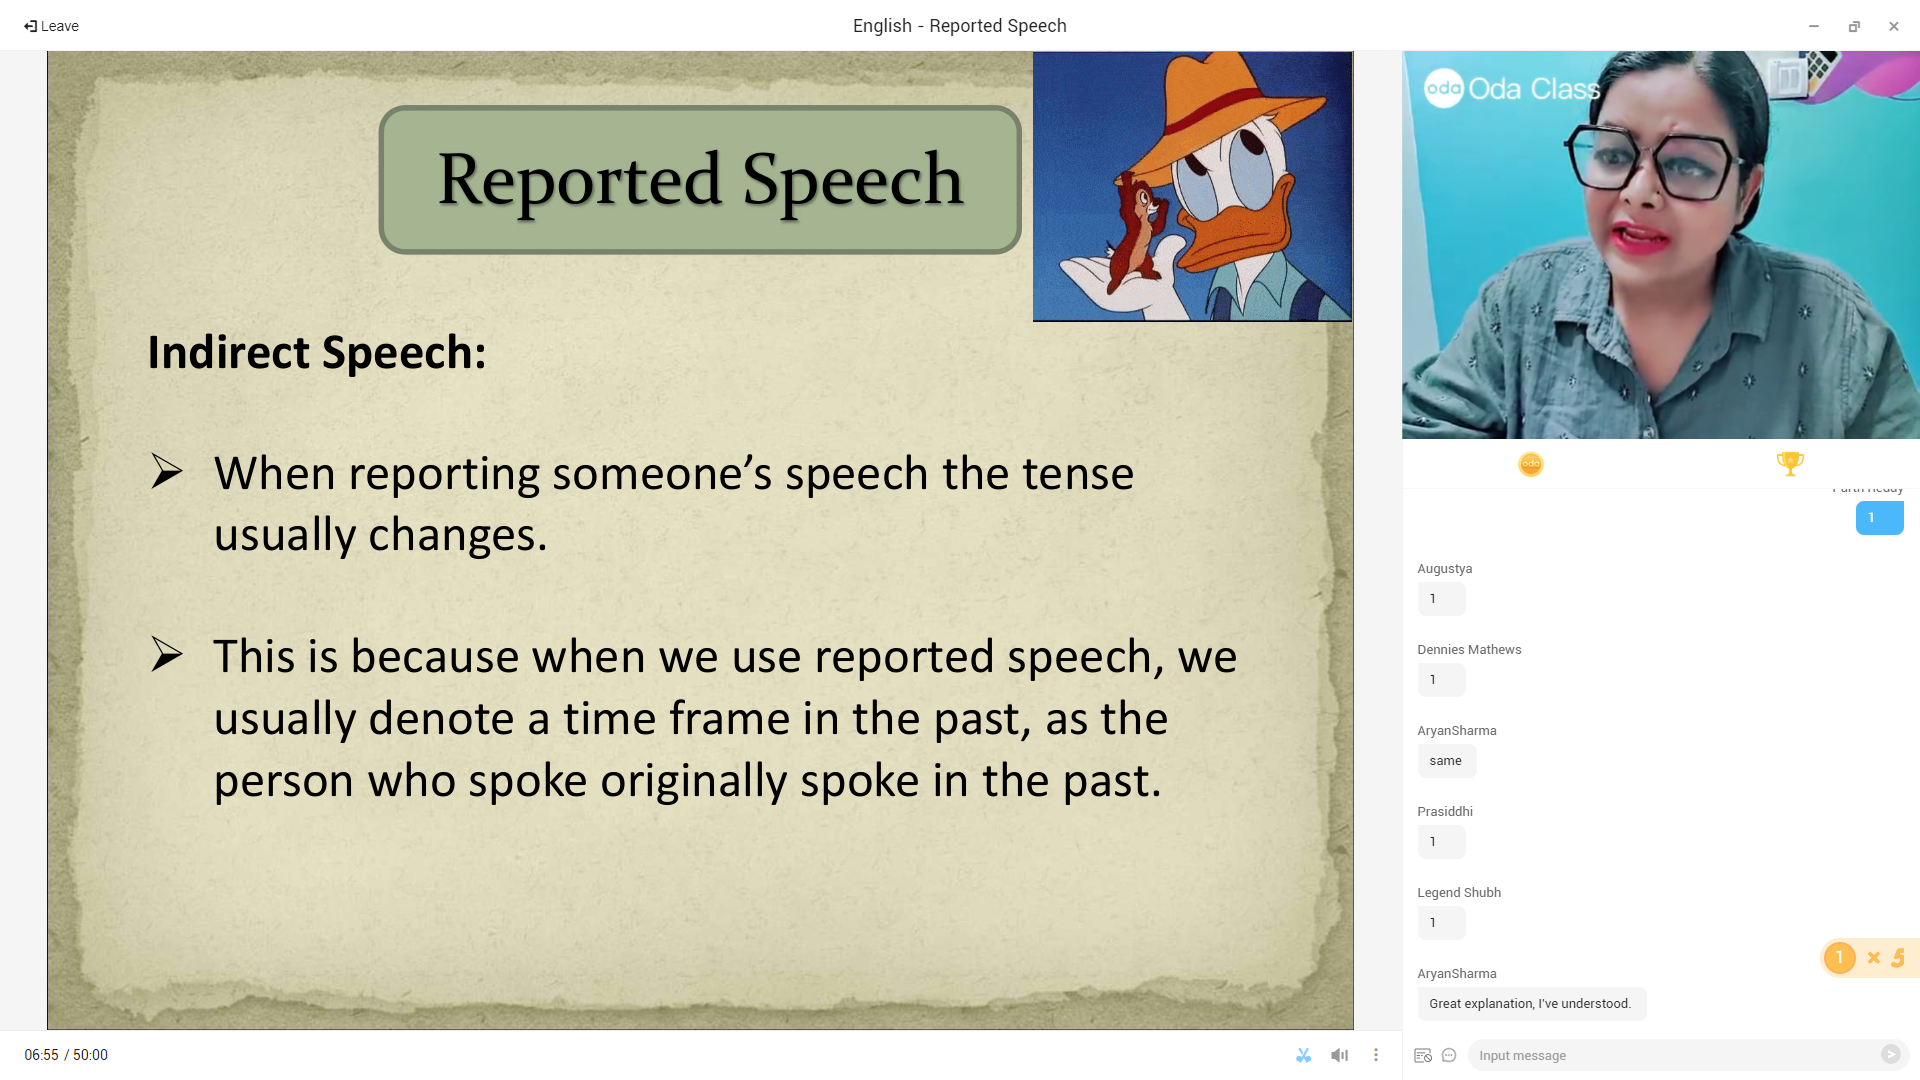 Leave
English - Reported Speech
Reported Speech
Indirect Speech:
When reporting someone’s speech the tense
usually changes.
This is because when we use reported speech, we
usually denote a time frame in the past, as the
person who spoke originally spoke in the past.
06:55 / 50:00
oda Oda Class
oda
1
Augustya
1
Dennies Mathews
1
AryanSharma
same
Prasiddhi
1
Legend Shubh
1
1 × 5
AryanSharma
Great explanation, I've understood.
Input message